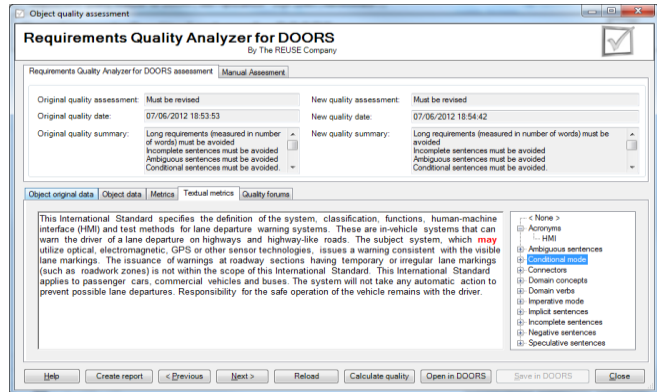 Object quality assessment
Requirements Quality Analyzer for DOORS
By The REUSE Company
Requirements Quality Analyzer for DOORS assessment
Manual Assesment
Original quality assessment:
Must be revised
New quality assessment:
Must be revised
Original quality date:
07/06/2012 18:53:53
New quality date:
07/06/2012 18:54:42
Original quality summary:
Long requirements (measured in number
of words) must be avoided
Incomplete sentences must be avoided
Ambiguous sentences must be avoided
Conditional sentences must be avoided.
New quality summary:
Long requirements (measured in number of words) must be
avoided
Incomplete sentences must be avoided
Ambiguous sentences must be avoided
Conditional sentences must be avoided.
Object original data
Object data
Metrics
Textual metrics
Quality forums
This International Standard specifies the definition of the system, classification, functions, human-machine
interface (HMI) and test methods for lane departure warning systems. These are in-vehicle systems that can
warn the driver of a lane departure on highways and highway-like roads. The subject system, which may
utilize optical, electromagnetic, GPS or other sensor technologies, issues a warning consistent with the visible
lane markings. The issuance of warnings at roadway sections having temporary or irregular lane markings
(such as roadwork zones) is not within the scope of this International Standard. This International Standard
applies to passenger cars, commercial vehicles and buses. The system will not take any automatic action to
prevent possible lane departures. Responsibility for the safe operation of the vehicle remains with the driver.
< None >
Acronyms
HMI
Ambiguous sentences
Conditional mode
Connectors
Domain concepts
Domain verbs
Imperative mode
Implicit sentences
Incomplete sentences
Negative sentences
Speculative sentences
Help
Create report
< Previous
Next >
Reload
Calculate quality
Open in DOORS
Save in DOORS
Close